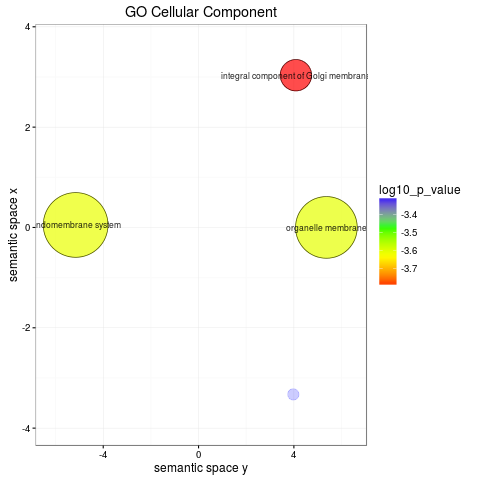 GO Cellular Component
4
integral component of Golgi membrane
2
log10_p_value
-3.4
-3.5
-3.6
-3.7
ndomembrane system
organelle membrane
0
semantic space x
-2
-4
-4
0
4
semantic space y